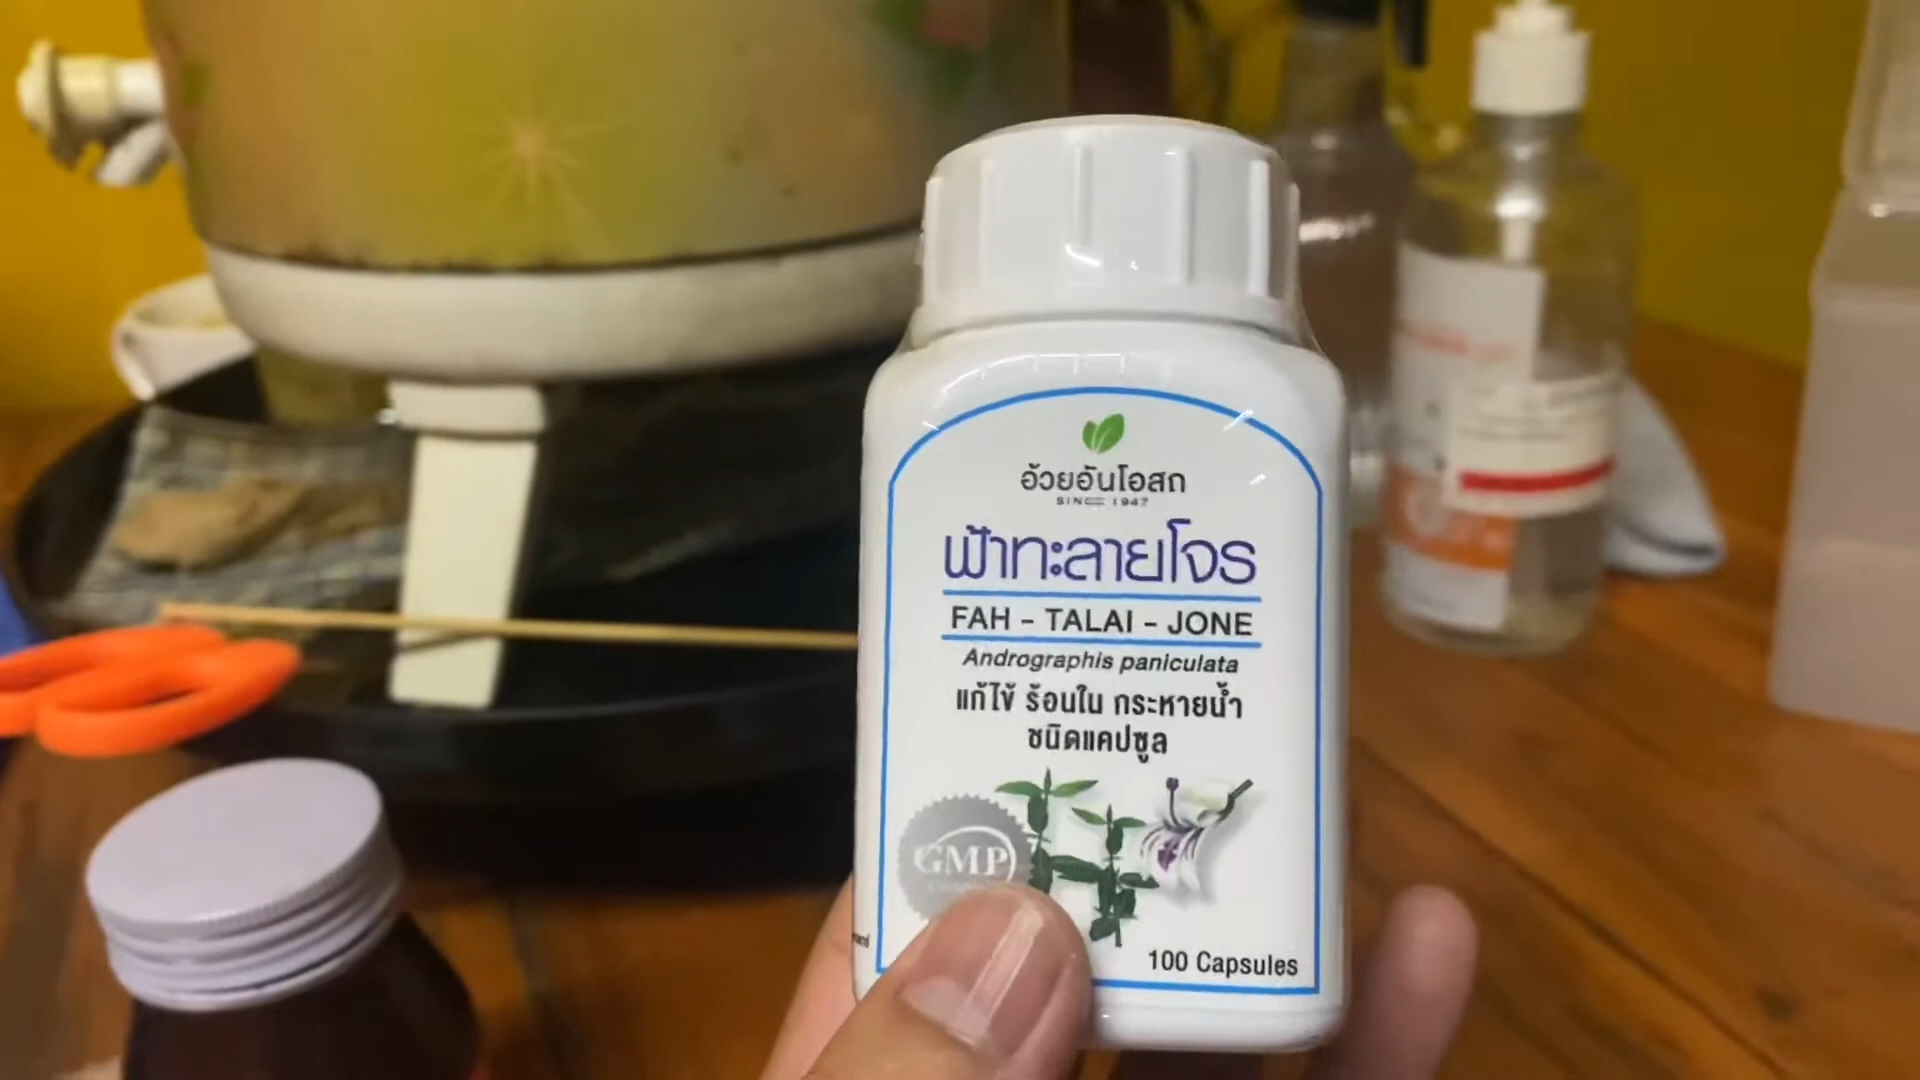 อ้วยอันโอสถ
SINCE 1947
ฟ้าทะลายโจร
FAH - TALAI - JONE
Andrographis paniculata
แก้ไข้ ร้อนใน กระหายน้ำ
ชนิดแคปซูล
GMP
100 Capsules